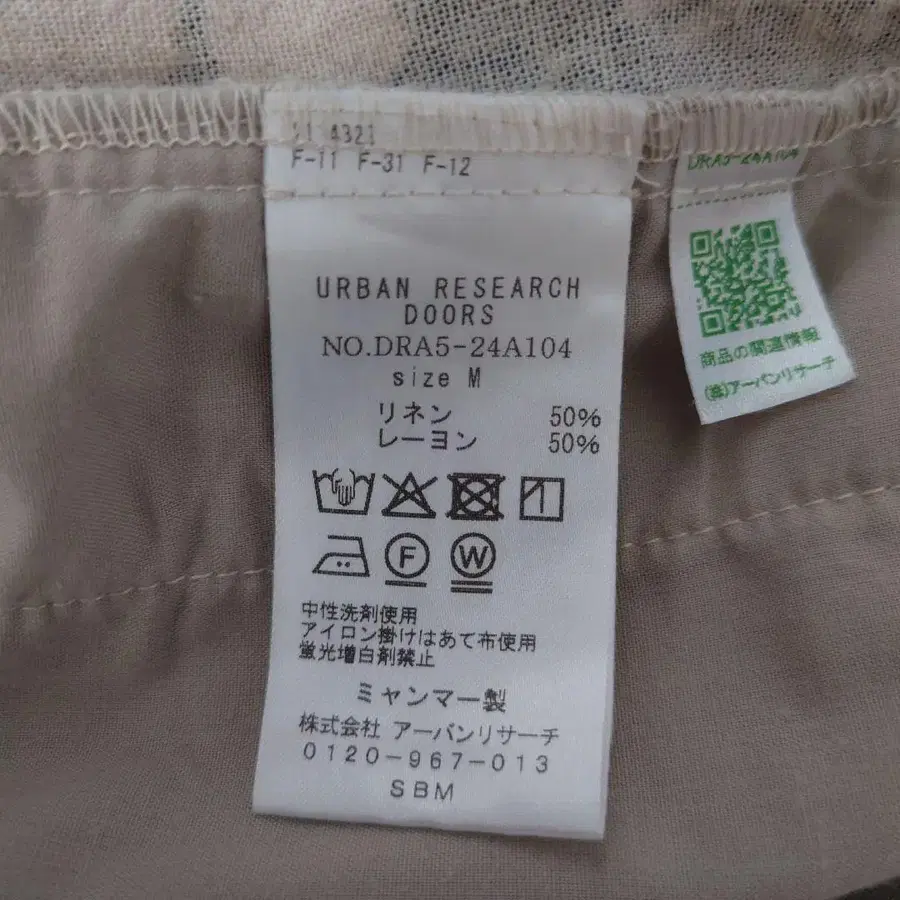 11 4321
F-11 F-31 F-12
URBAN RESEARCH
DOORS
NO.DRA5-24A104
size M
リネン 50%
レーヨン 50%
F W
中性洗剤使用
アイロン掛けはあて布使用
蛍光増白剤禁止
ミャンマー製
株式会社 アーバンリサーチ
0120-967-013
SBM
DRA5-24A104
商品の関連情報
(株)アーバンリサーチ